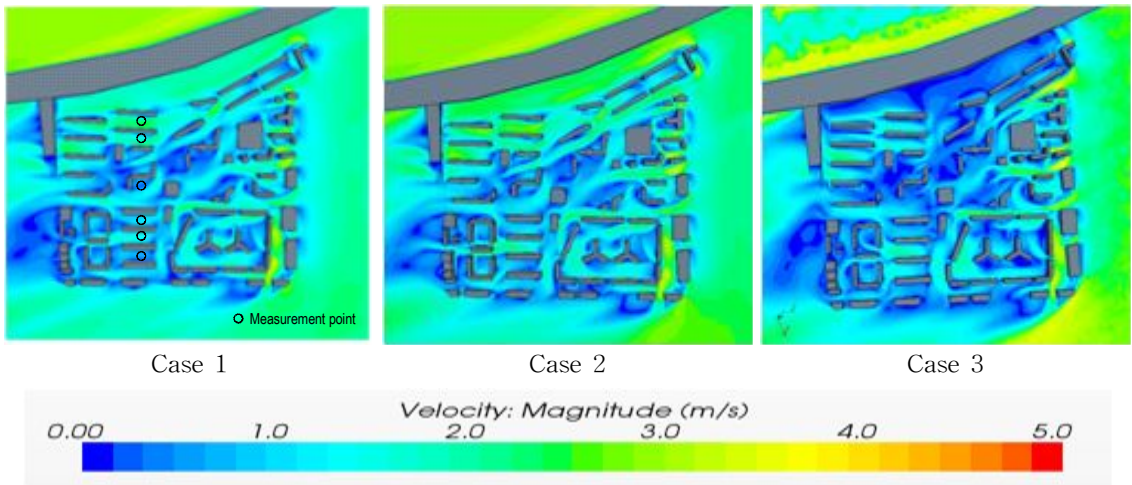 Measurement point
Case 1
Case 2
Case 3
Velocity: Magnitude (m/s)
0.00 1.0 2.0 3.0 4.0 5.0